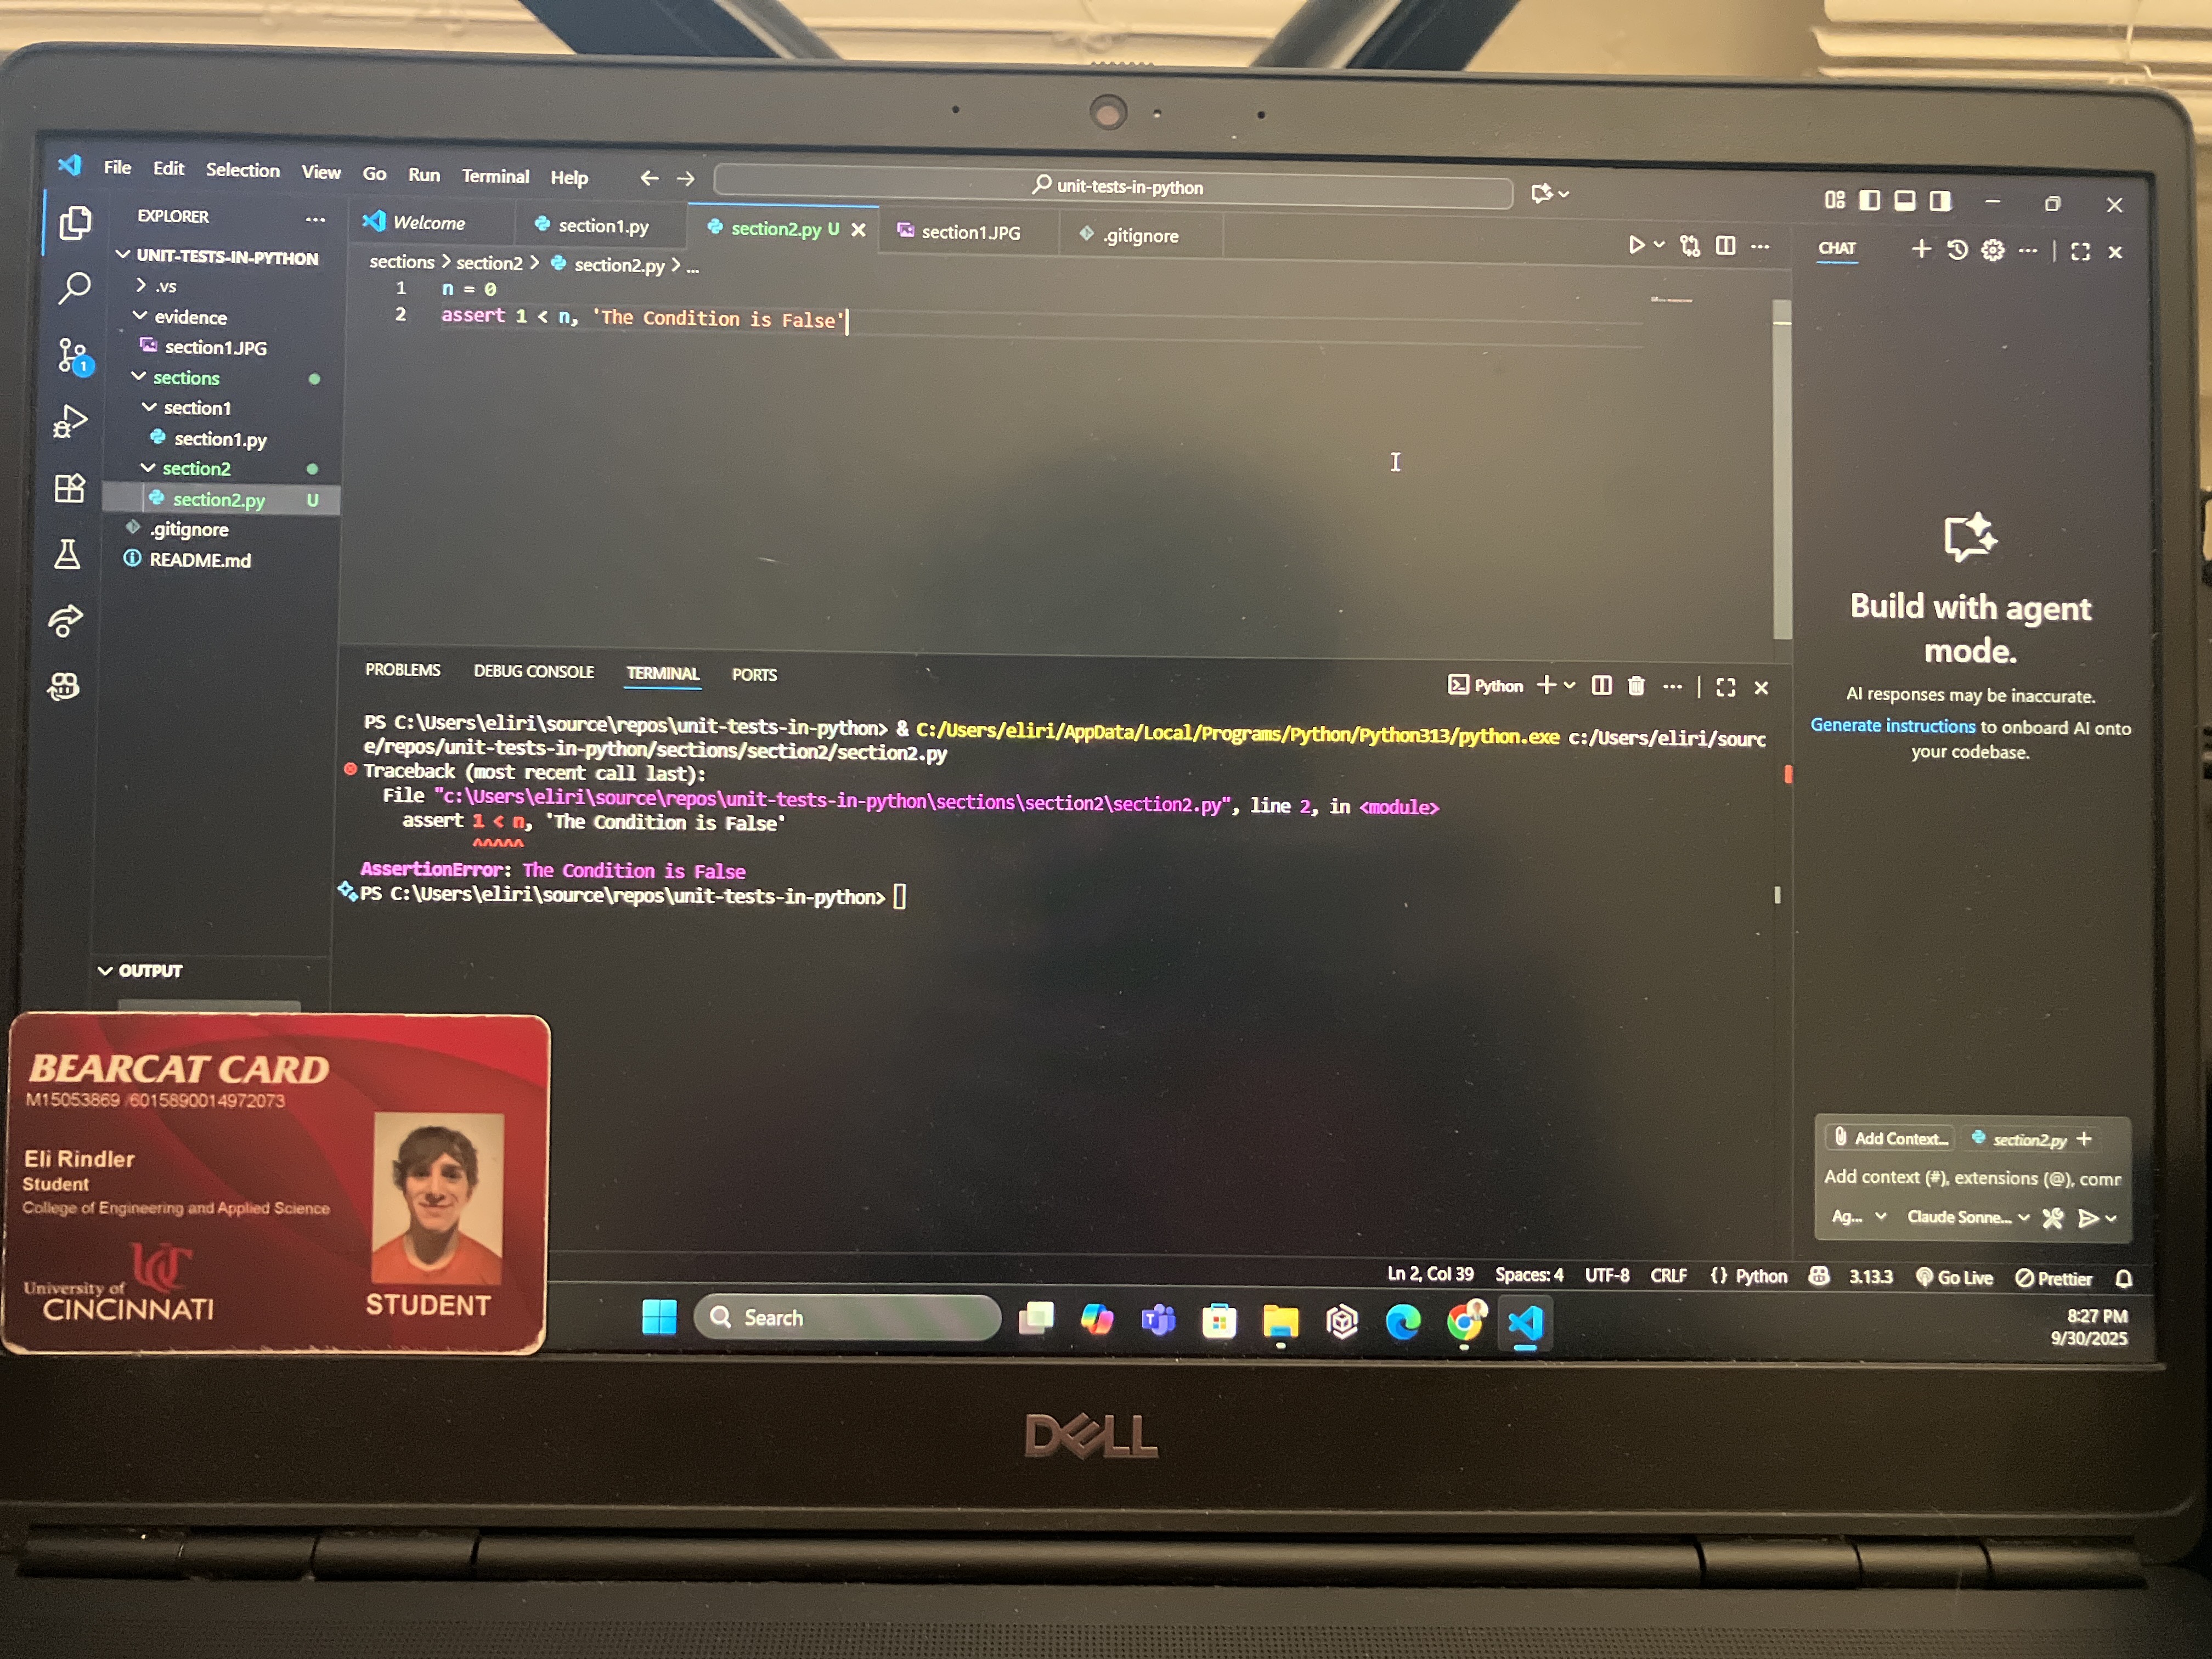 File Edit Selection View Go Run Terminal Help
unit-tests-in-python
EXPLORER
UNIT-TESTS-IN-PYTHON
.vs
evidence
section1.JPG
sections
section1
section1.py
section2
section2.py U
.gitignore
README.md
OUTPUT
1
Welcome section1.py section2.py U section1.JPG .gitignore
sections > section2 > section2.py > ...
1 n = 0
2 assert 1 < n, 'The Condition is False'
PROBLEMS DEBUG CONSOLE TERMINAL PORTS
Python
PS C:\Users\eliri\source\repos\unit-tests-in-python> & C:/Users/eliri/AppData/Local/Programs/Python/Python313/python.exe c:/Users/eliri/sourc
e/repos/unit-tests-in-python/sections/section2/section2.py
Traceback (most recent call last):
File "c:\Users\eliri\source\repos\unit-tests-in-python\sections\section2\section2.py", line 2, in <module>
assert 1 < n, 'The Condition is False'
^^^^^
AssertionError: The Condition is False
PS C:\Users\eliri\source\repos\unit-tests-in-python>
CHAT
Build with agent
mode.
AI responses may be inaccurate.
Generate instructions to onboard AI onto
your codebase.
Add Context... section2.py +
Add context (#), extensions (@), comr
Ag... Claude Sonne...
Ln 2, Col 39 Spaces: 4 UTF-8 CRLF {} Python 3.13.3 Go Live Prettier
Search
8:27 PM
9/30/2025
BEARCAT CARD
M15053869 /6015890014972073
Eli Rindler
Student
College of Engineering and Applied Science
UC
University of
CINCINNATI
STUDENT
DELL